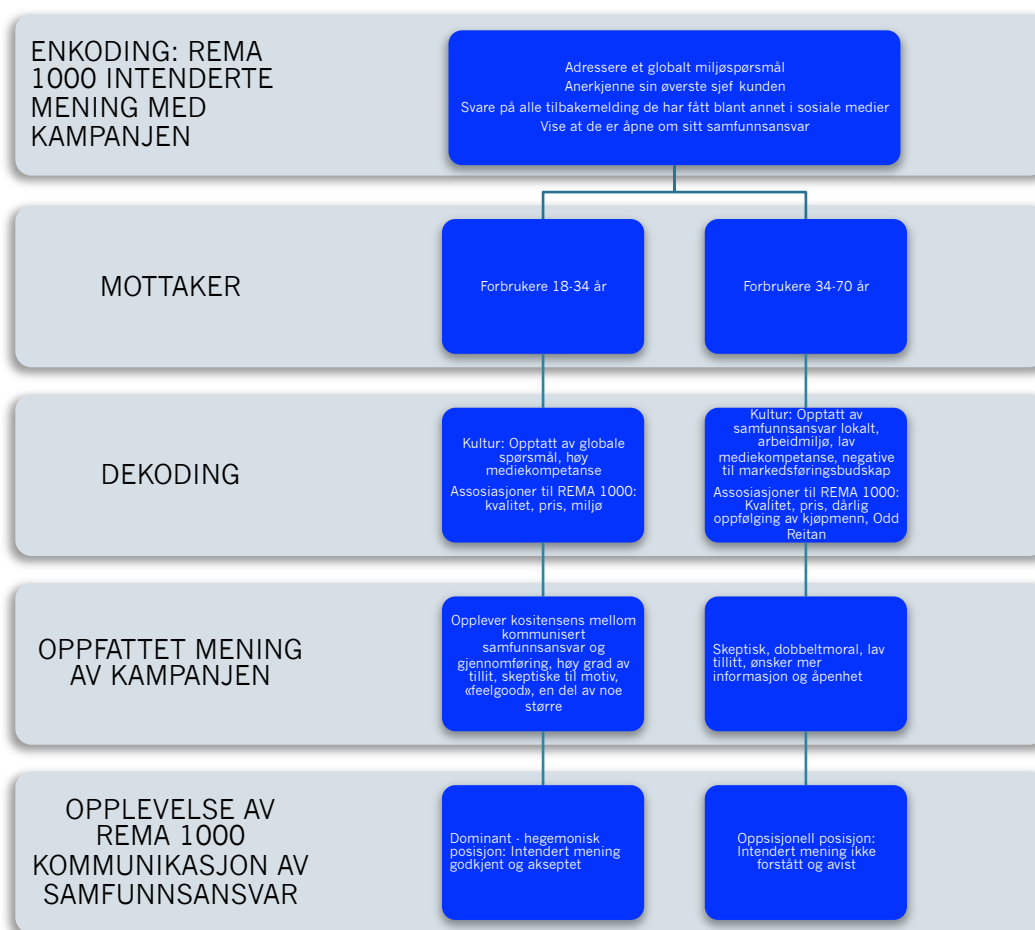 ENKODING: REMA
1000 INTENDERTE
MENING MED
KAMPANJEN
Adressere et globalt miljøspørsmål
Anerkjenne sin øverste sjef kunden
Svare på alle tilbakemelding de har fått blant annet i sosiale medier
Vise at de er åpne om sitt samfunnsansvar
MOTTAKER
Forbrukere 18-34 år
Forbrukere 34-70 år
DEKODING
Kultur: Opptatt av globale
spørsmål, høy
mediekompetanse
Assosiasjoner til REMA 1000:
kvalitet, pris, miljø
Kultur: Opptatt av
samfunnsansvar lokalt,
arbeidmiljø, lav
mediekompetanse, negative
til markedsføringsbudskap
Assosiasjoner til REMA 1000:
Kvalitet, pris, dårlig
oppfølging av kjøpmenn, Odd
Reitan
OPPFATTET MENING
AV KAMPANJEN
Opplever kositensens mellom
kommunisert
samfunnsansvar og
gjennomføring, høy grad av
tillit, skeptiske til motiv,
«feelgood», en del av noe
større
Skeptisk, dobbeltmoral, lav
tillitt, ønsker mer
informasjon og åpenhet
OPPLEVELSE AV
REMA 1000
KOMMUNIKASJON AV
SAMFUNNSANSVAR
Dominant - hegemonisk
posisjon: Intendert mening
godkjent og akseptet
Oppsisjonell posisjon:
Intendert mening ikke
forstått og avist